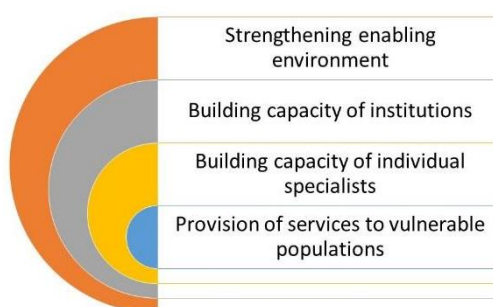 Strengthening enabling
environment
Building capacity of institutions
Building capacity of individual
specialists
Provision of services to vulnerable
populations